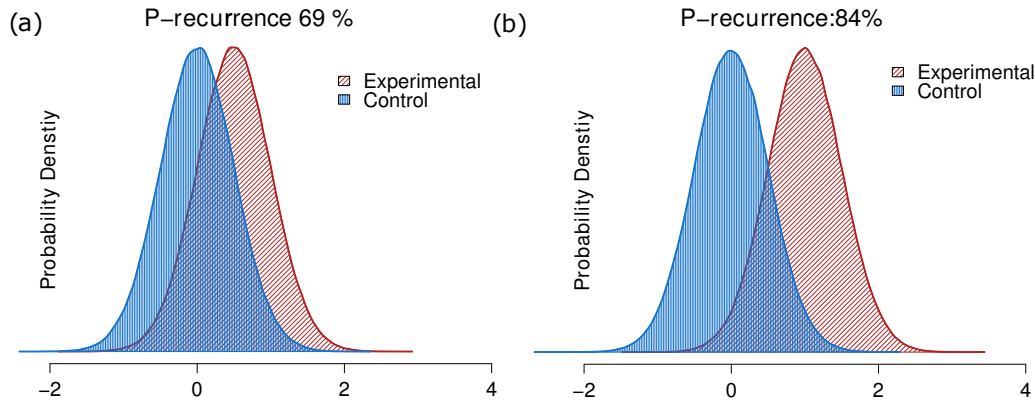 (a)
P−recurrence 69 %
Experimental
Control
Probability Denstiy
−2 0 2 4
(b)
P−recurrence:84%
Experimental
Control
Probability Denstiy
−2 0 2 4